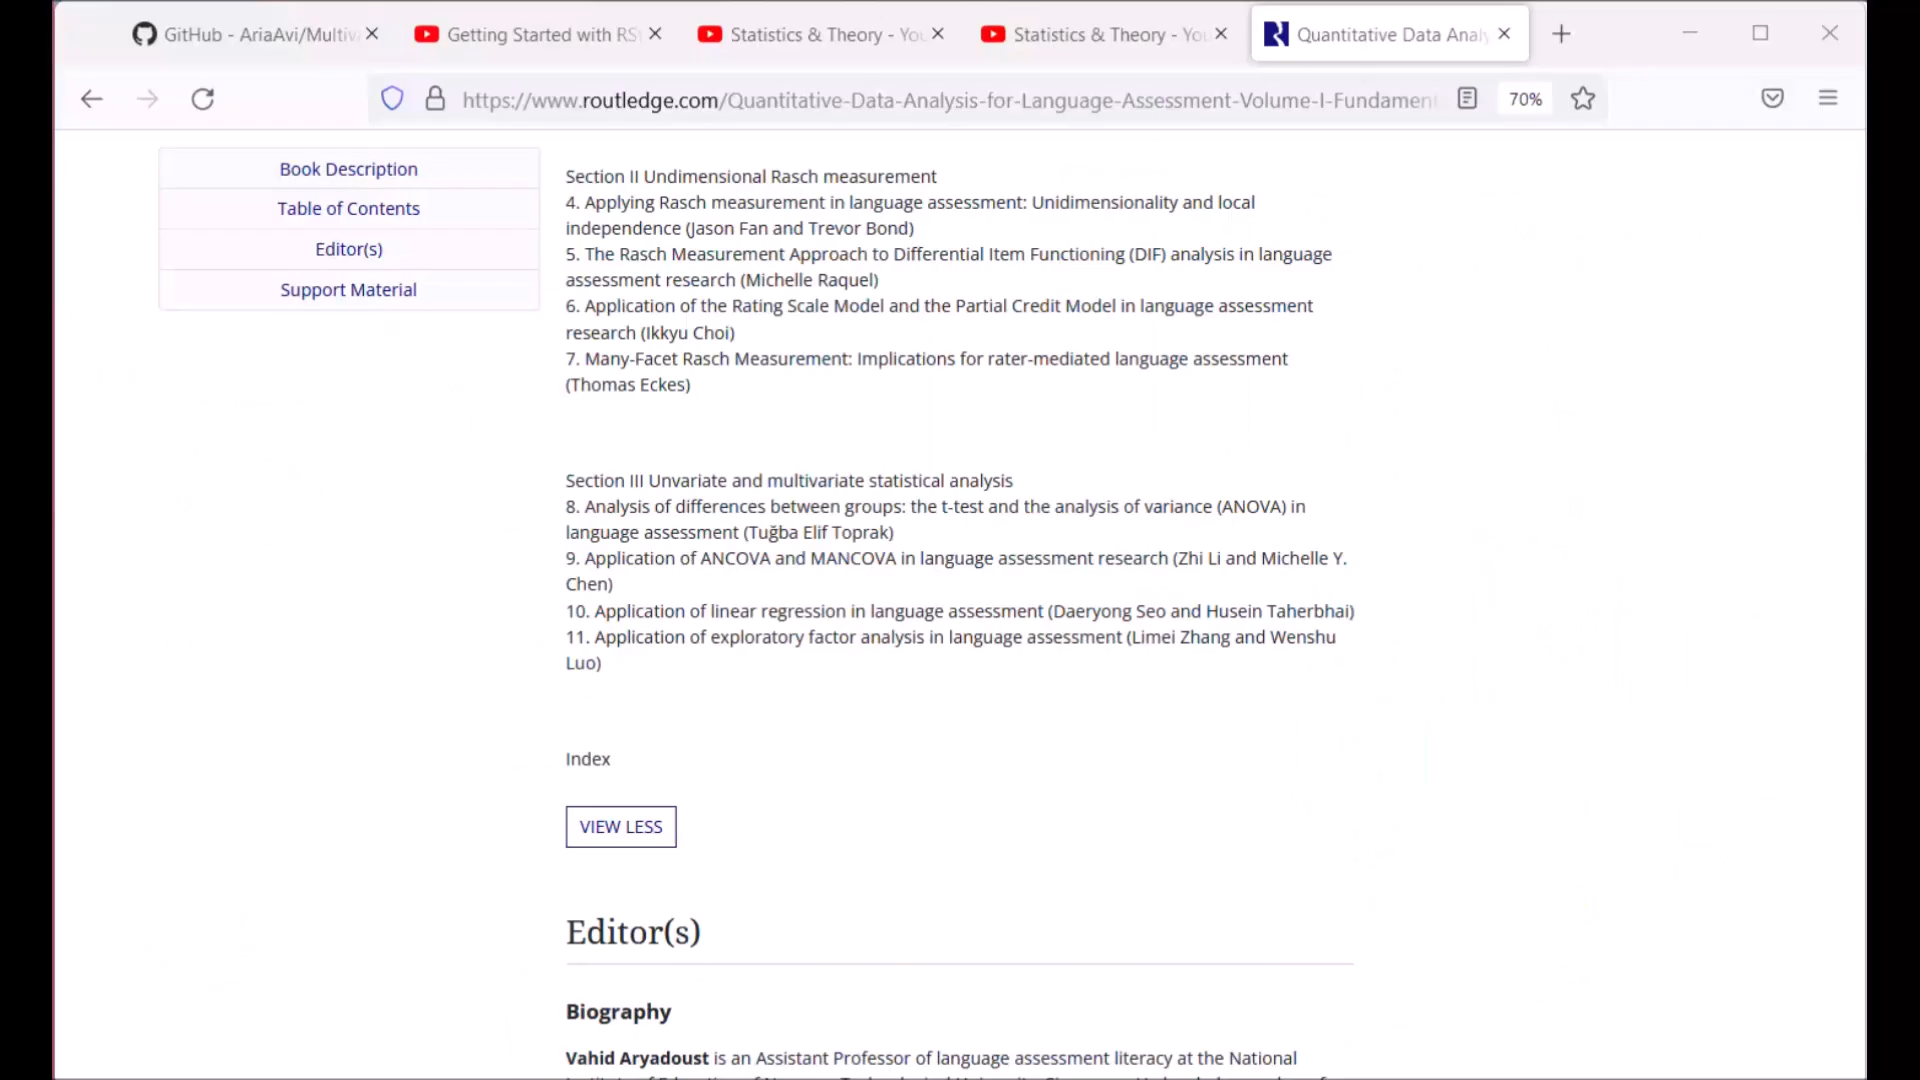 GitHub - AriaAvi/Multiva
Getting Started with RS
Statistics & Theory - You
Statistics & Theory - You
Quantitative Data Analy
https://www.routledge.com/Quantitative-Data-Analysis-for-Language-Assessment-Volume-I-Fundament
70%
Book Description
Table of Contents
Editor(s)
Support Material
Section II Undimensional Rasch measurement
4. Applying Rasch measurement in language assessment: Unidimensionality and local
independence (Jason Fan and Trevor Bond)
5. The Rasch Measurement Approach to Differential Item Functioning (DIF) analysis in language
assessment research (Michelle Raquel)
6. Application of the Rating Scale Model and the Partial Credit Model in language assessment
research (Ikkyu Choi)
7. Many-Facet Rasch Measurement: Implications for rater-mediated language assessment
(Thomas Eckes)
Section III Unvariate and multivariate statistical analysis
8. Analysis of differences between groups: the t-test and the analysis of variance (ANOVA) in
language assessment (Tuğba Elif Toprak)
9. Application of ANCOVA and MANCOVA in language assessment research (Zhi Li and Michelle Y.
Chen)
10. Application of linear regression in language assessment (Daeryong Seo and Husein Taherbhai)
11. Application of exploratory factor analysis in language assessment (Limei Zhang and Wenshu
Luo)
Index
VIEW LESS
Editor(s)
Biography
Vahid Aryadoust is an Assistant Professor of language assessment literacy at the National